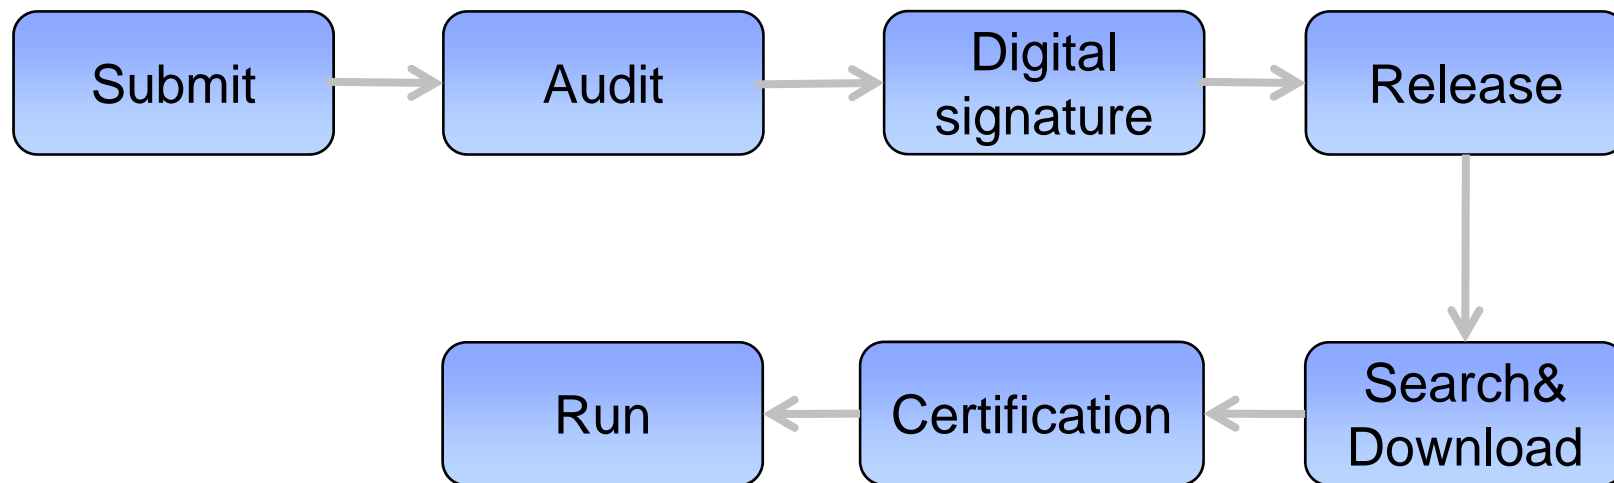 Submit
Audit
Digital
signature
Release
Run
Certification
Search&
Download